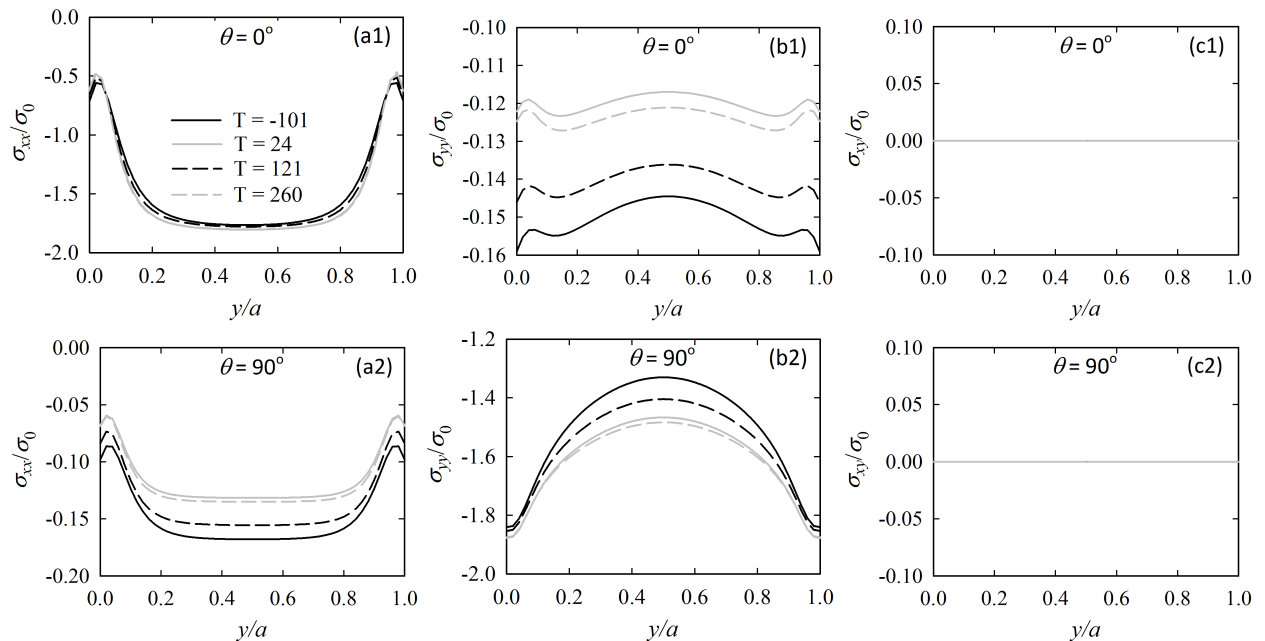 θ = 0° (a1)
0.0
-0.5
-1.0
-1.5
-2.0
σxx/σ0
T = -101
T = 24
T = 121
T = 260
0.0 0.2 0.4 0.6 0.8 1.0
y/a
θ = 0° (b1)
-0.10
-0.11
-0.12
-0.13
-0.14
-0.15
-0.16
σyy/σ0
0.0 0.2 0.4 0.6 0.8 1.0
y/a
θ = 0° (c1)
0.10
0.05
0.00
-0.05
-0.10
σxy/σ0
0.0 0.2 0.4 0.6 0.8 1.0
y/a
θ = 90° (a2)
0.00
-0.05
-0.10
-0.15
-0.20
σxx/σ0
0.0 0.2 0.4 0.6 0.8 1.0
y/a
θ = 90° (b2)
-1.2
-1.4
-1.6
-1.8
-2.0
σyy/σ0
0.0 0.2 0.4 0.6 0.8 1.0
y/a
θ = 90° (c2)
0.10
0.05
0.00
-0.05
-0.10
σxy/σ0
0.0 0.2 0.4 0.6 0.8 1.0
y/a